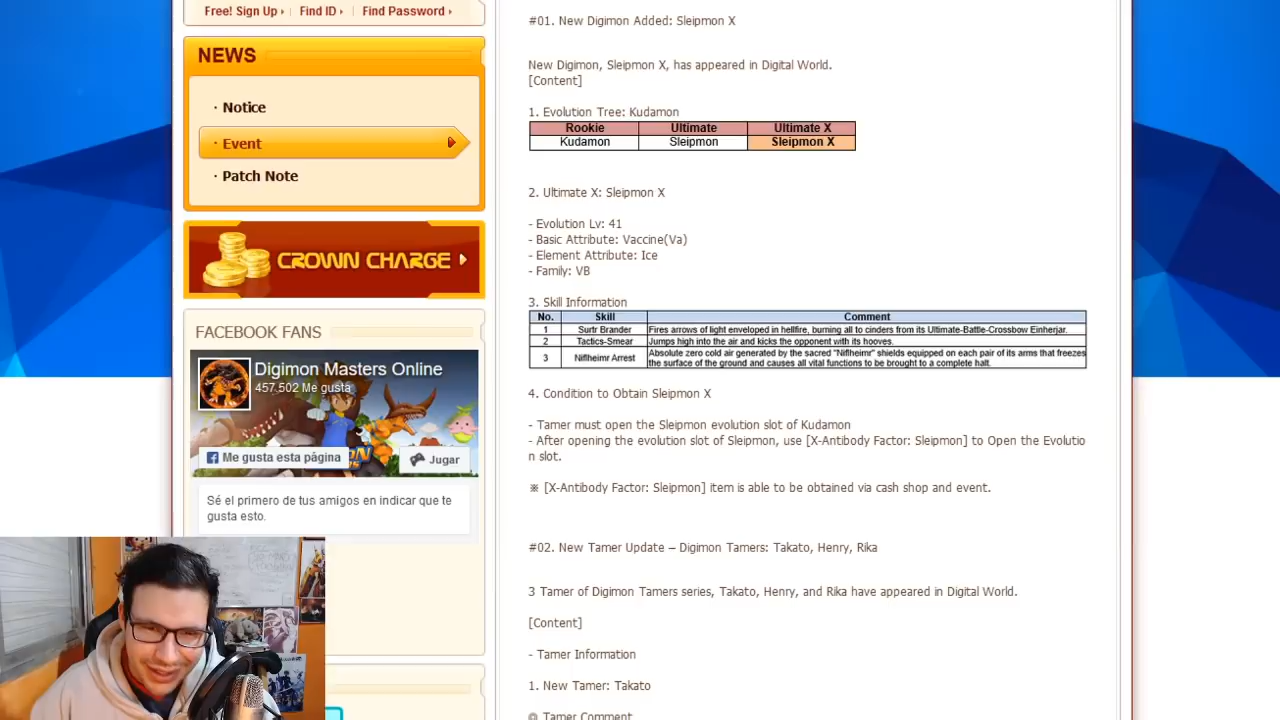 Free! Sign Up
Find ID
Find Password
NEWS
· Notice
· Event
· Patch Note
CROWN CHARGE
FACEBOOK FANS
Digimon Masters Online
457.502 Me gusta
Me gusta esta página
Jugar
Sé el primero de tus amigos en indicar que te
gusta esto.
#01. New Digimon Added: Sleipmon X
New Digimon, Sleipmon X, has appeared in Digital World.
[Content]
1. Evolution Tree: Kudamon
Rookie Ultimate Ultimate X
Kudamon Sleipmon Sleipmon X
2. Ultimate X: Sleipmon X
- Evolution Lv: 41
- Basic Attribute: Vaccine(Va)
- Element Attribute: Ice
- Family: VB
3. Skill Information
No. Skill Comment
1 Surtr Brander Fires arrows of light enveloped in hellfire, burning all to cinders from its Ultimate-Battle-Crossbow Einherjar.
2 Tactics-Smear Jumps high into the air and kicks the opponent with its hooves.
3 Niflheimr Arrest Absolute zero cold air generated by the sacred "Niflheimr" shields equipped on each pair of its arms that freezes
the surface of the ground and causes all vital functions to be brought to a complete halt.
4. Condition to Obtain Sleipmon X
- Tamer must open the Sleipmon evolution slot of Kudamon
- After opening the evolution slot of Sleipmon, use [X-Antibody Factor: Sleipmon] to Open the Evolutio
n slot.
※ [X-Antibody Factor: Sleipmon] item is able to be obtained via cash shop and event.
#02. New Tamer Update – Digimon Tamers: Takato, Henry, Rika
3 Tamer of Digimon Tamers series, Takato, Henry, and Rika have appeared in Digital World.
[Content]
- Tamer Information
1. New Tamer: Takato
◎ Tamer Comment